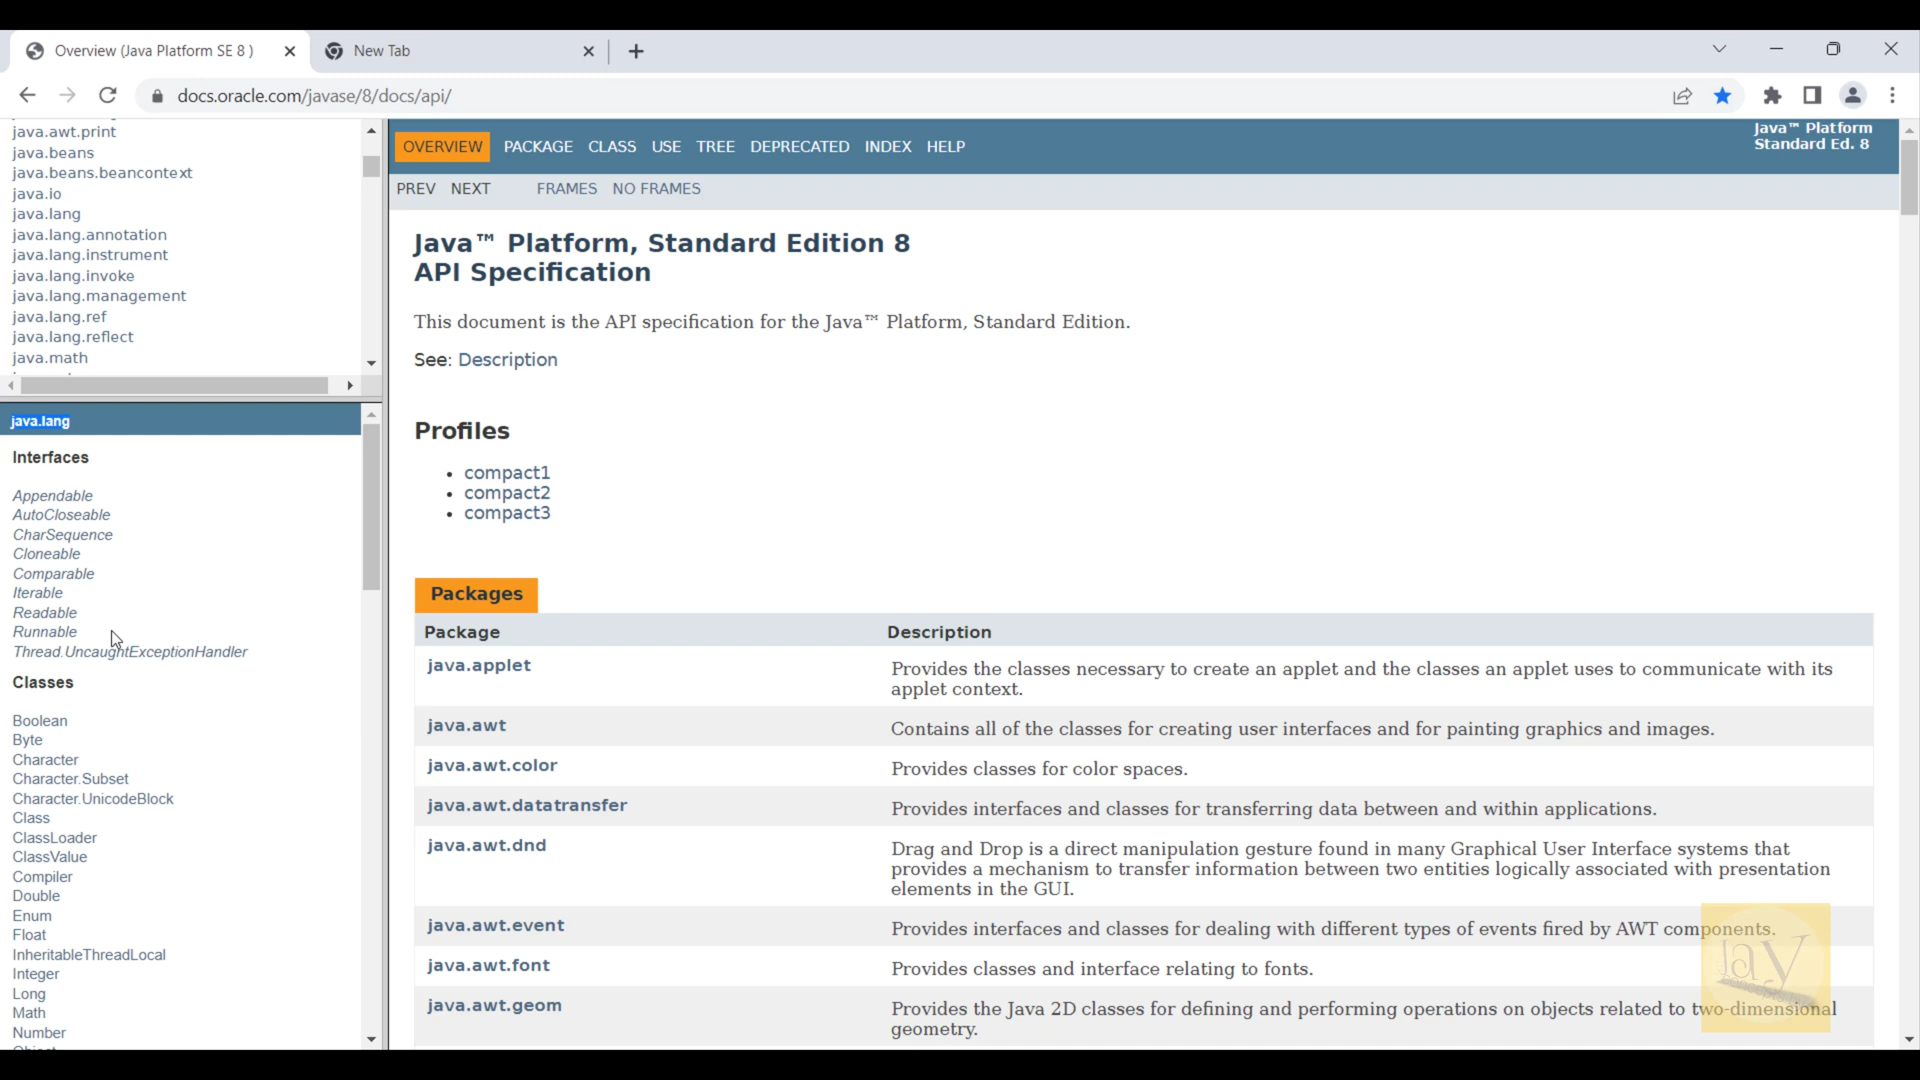 Overview (Java Platform SE 8 )
New Tab
docs.oracle.com/javase/8/docs/api/
java.awt.print
java.beans
java.beans.beancontext
java.io
java.lang
java.lang.annotation
java.lang.instrument
java.lang.invoke
java.lang.management
java.lang.ref
java.lang.reflect
java.math
java.lang
Interfaces
Appendable
AutoCloseable
CharSequence
Cloneable
Comparable
Iterable
Readable
Runnable
Thread.UncaughtExceptionHandler
Classes
Boolean
Byte
Character
Character.Subset
Character.UnicodeBlock
Class
ClassLoader
ClassValue
Compiler
Double
Enum
Float
InheritableThreadLocal
Integer
Long
Math
Number
OVERVIEW PACKAGE CLASS USE TREE DEPRECATED INDEX HELP
Java™ Platform
Standard Ed. 8
PREV NEXT FRAMES NO FRAMES
Java™ Platform, Standard Edition 8
API Specification
This document is the API specification for the Java™ Platform, Standard Edition.
See: Description
Profiles
• compact1
• compact2
• compact3
Packages
Package Description
java.applet Provides the classes necessary to create an applet and the classes an applet uses to communicate with its
applet context.
java.awt Contains all of the classes for creating user interfaces and for painting graphics and images.
java.awt.color Provides classes for color spaces.
java.awt.datatransfer Provides interfaces and classes for transferring data between and within applications.
java.awt.dnd Drag and Drop is a direct manipulation gesture found in many Graphical User Interface systems that
provides a mechanism to transfer information between two entities logically associated with presentation
elements in the GUI.
java.awt.event Provides interfaces and classes for dealing with different types of events fired by AWT components.
java.awt.font Provides classes and interface relating to fonts.
java.awt.geom Provides the Java 2D classes for defining and performing operations on objects related to two-dimensional
geometry.